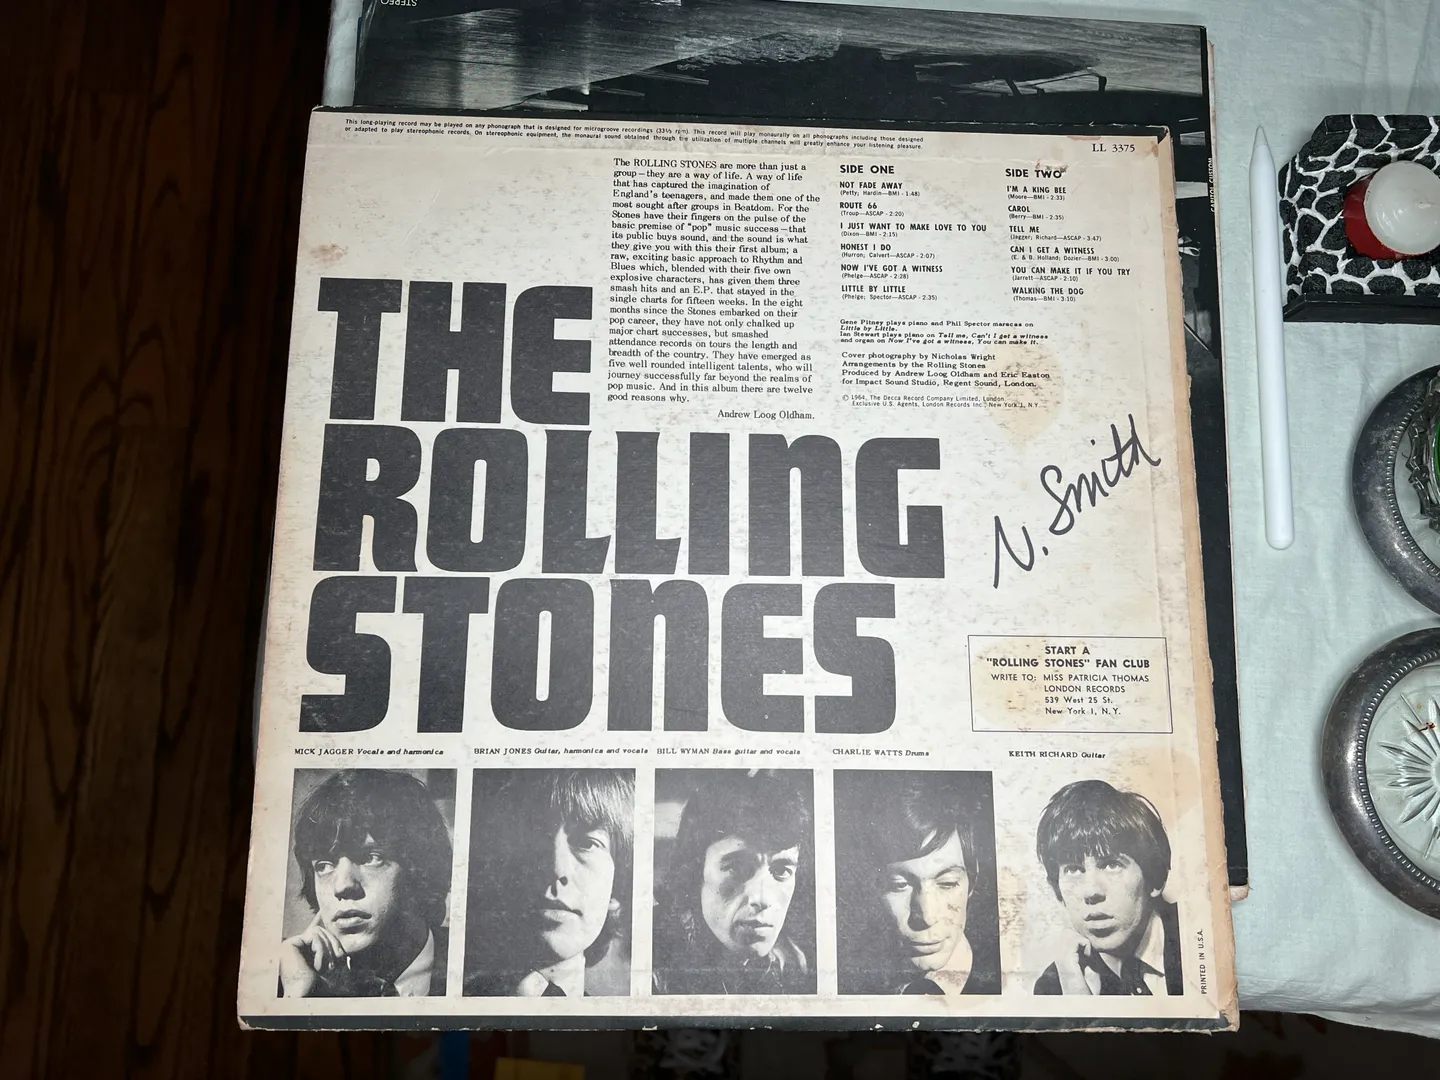 STEREO
This long-playing record may be played on any phonograph that is designed for microgroove recordings (33⅓ rpm). This record will play monaurally on all phonographs including those designed
or adapted to play stereophonic records. On stereophonic equipment, the monaural sound obtained through the utilization of multiple channels will greatly enhance your listening pleasure.
LL 3375
The ROLLING STONES are more than just a
group—they are a way of life. A way of life
that has captured the imagination of
England's teenagers, and made them one of the
most sought after groups in Beatdom. For the
Stones have their fingers on the pulse of the
basic premise of "pop" music success—that
its public buys sound, and the sound is what
they give you with this their first album; a
raw, exciting basic approach to Rhythm and
Blues which, blended with their five own
explosive characters, has given them three
smash hits and an E.P. that stayed in the
single charts for fifteen weeks. In the eight
months since the Stones embarked on their
pop career, they have not only chalked up
major chart successes, but smashed
attendance records on tours the length and
breadth of the country. They have emerged as
five well rounded intelligent talents, who will
journey successfully far beyond the realms of
pop music. And in this album there are twelve
good reasons why.
Andrew Loog Oldham.
SIDE ONE
NOT FADE AWAY
(Petty; Hardin—BMI - 1:48)
ROUTE 66
(Troup—ASCAP - 2:20)
I JUST WANT TO MAKE LOVE TO YOU
(Dixon—BMI - 2:15)
HONEST I DO
(Hurron; Calvert—ASCAP - 2:07)
NOW I'VE GOT A WITNESS
(Phelge—ASCAP - 2:28)
LITTLE BY LITTLE
(Phelge; Spector—ASCAP - 2:35)
SIDE TWO
I'M A KING BEE
(Moore—BMI - 2:33)
CAROL
(Berry—BMI - 2:35)
TELL ME
(Jagger; Richard—ASCAP - 3:47)
CAN I GET A WITNESS
(E. & B. Holland; Dozier—BMI - 3:00)
YOU CAN MAKE IT IF YOU TRY
(Jarrett—ASCAP - 2:10)
WALKING THE DOG
(Thomas—BMI - 3:10)
Gene Pitney plays piano and Phil Spector maracas on
Little by Little.
Ian Stewart plays piano on Tell me, Can't I get a witness
and organ on Now I've got a witness, You can make it.
Cover photography by Nicholas Wright
Arrangements by the Rolling Stones
Produced by Andrew Loog Oldham and Eric Easton
for Impact Sound Studio, Regent Sound, London.
© 1964, The Decca Record Company Limited, London
Exclusive U.S. Agents, London Records Inc., New York 1, N.Y.
THE
ROLLING
STONES
N. Smith
START A
"ROLLING STONES" FAN CLUB
WRITE TO: MISS PATRICIA THOMAS
LONDON RECORDS
539 West 25 St.
New York 1, N.Y.
MICK JAGGER Vocals and harmonica
BRIAN JONES Guitar, harmonica and vocals
BILL WYMAN Bass guitar and vocals
CHARLIE WATTS Drums
KEITH RICHARD Guitar
PRINTED IN U.S.A.